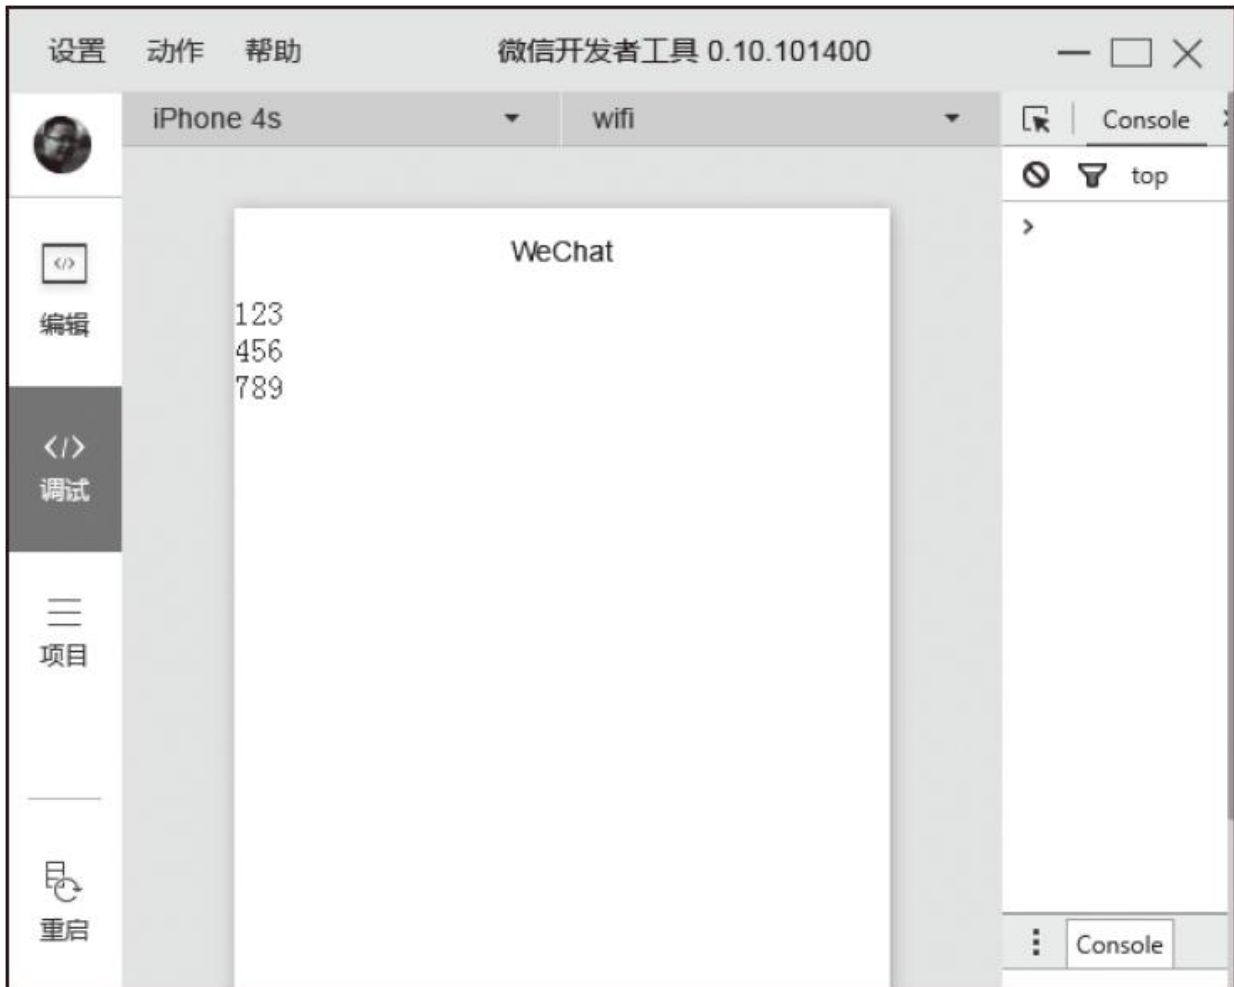 设置 动作 帮助 微信开发者工具 0.10.101400
iPhone 4s wifi Console
top
WeChat
</>
编辑
123
456
789
</>
调试
项目
重启
Console